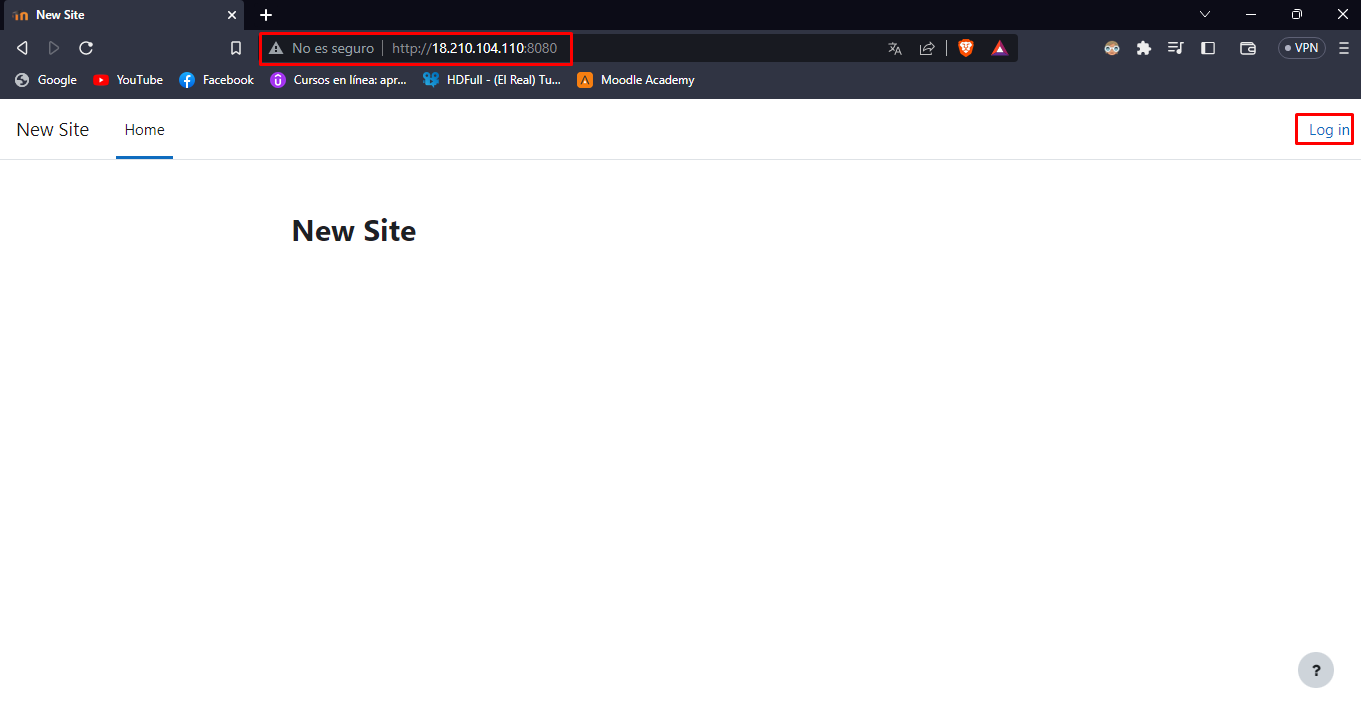 New Site
No es seguro http://18.210.104.110:8080
VPN
Google YouTube Facebook Cursos en línea: apr... HDFull - (El Real) Tu... Moodle Academy
New Site Home Log in
New Site
?